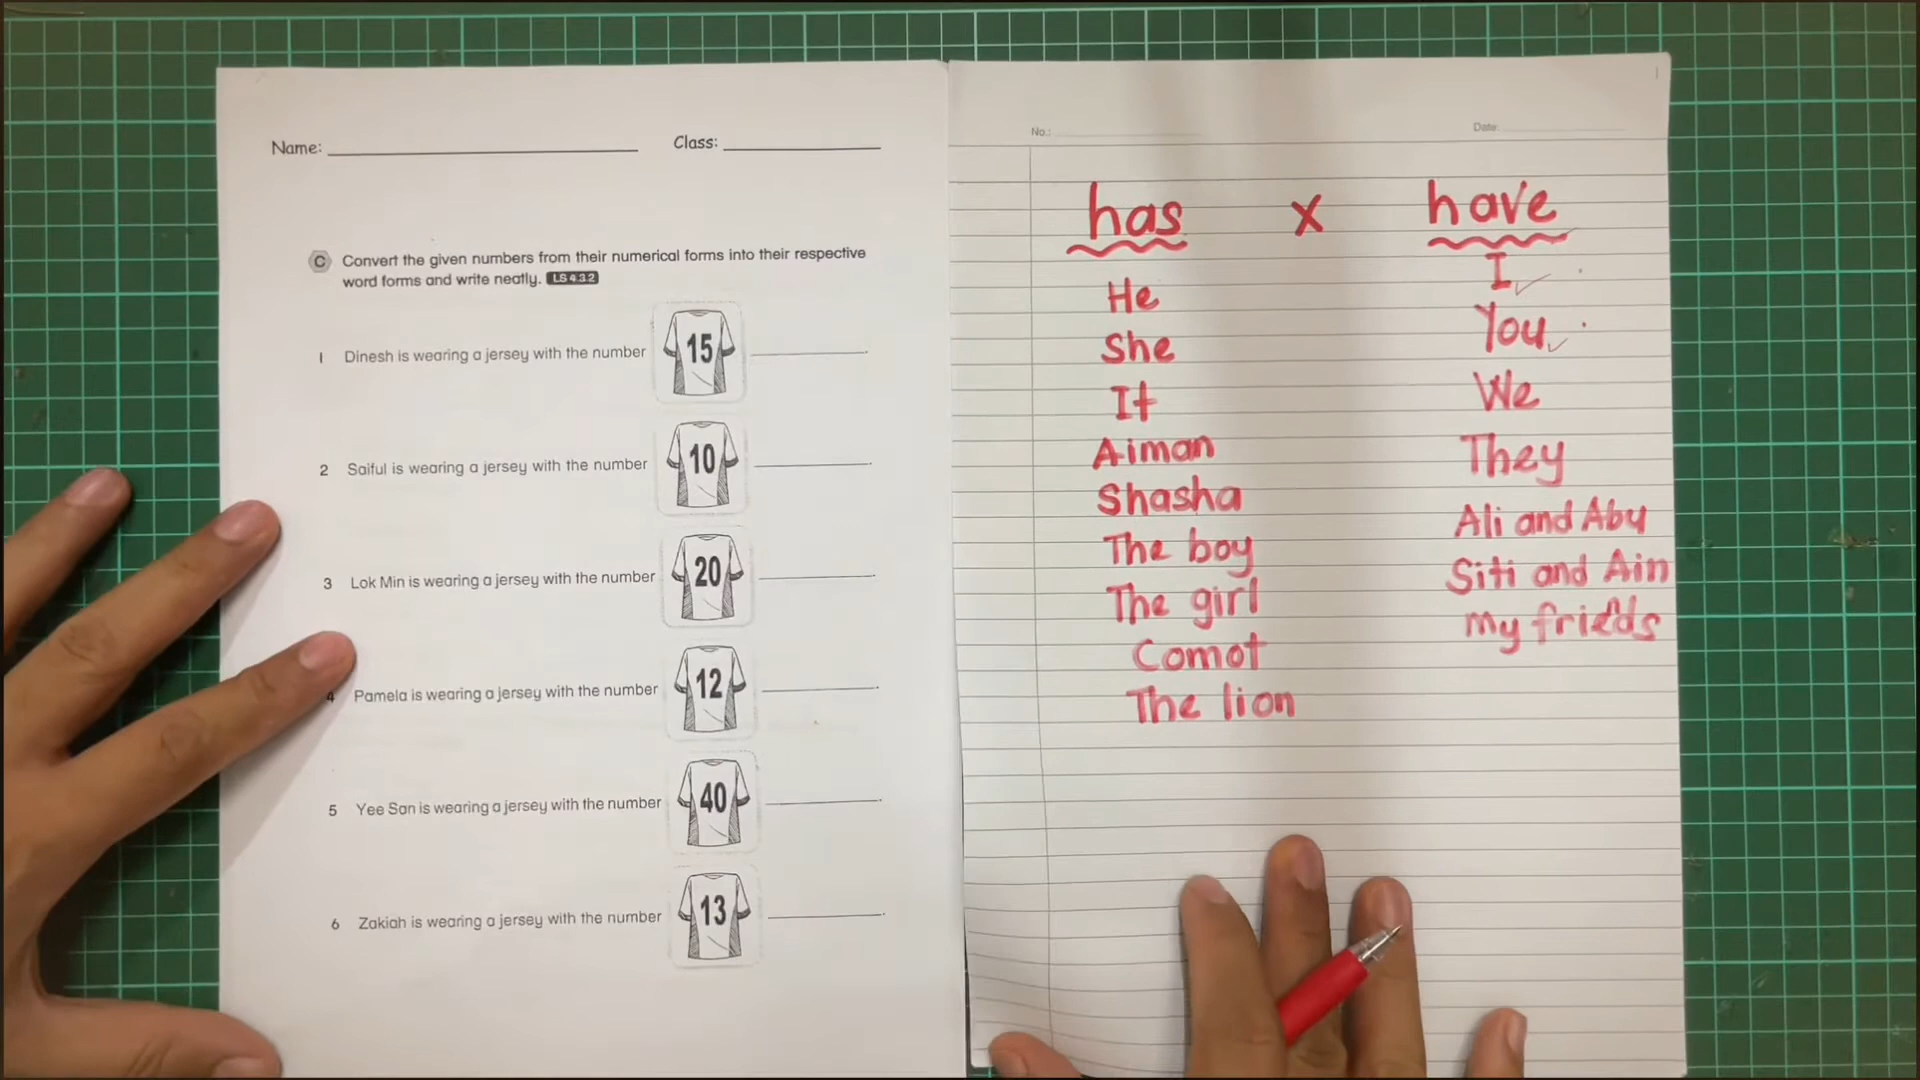 Name: Class:
C Convert the given numbers from their numerical forms into their respective
word forms and write neatly. LS 4.3.2
1 Dinesh is wearing a jersey with the number 15
2 Saiful is wearing a jersey with the number 10
3 Lok Min is wearing a jersey with the number 20
4 Pamela is wearing a jersey with the number 12
5 Yee San is wearing a jersey with the number 40
6 Zakiah is wearing a jersey with the number 13
No.: Date:
has x have
He
She
It
Aiman
Shasha
The boy
The girl
Comot
The lion
I
You
We
They
Ali and Abu
Siti and Ain
My